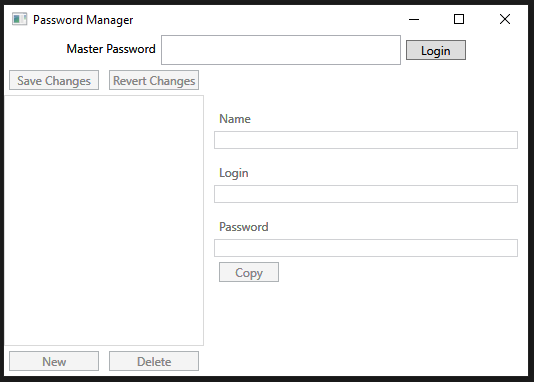 Password Manager
Master Password Login
Save Changes Revert Changes
Name
Login
Password
Copy
New Delete